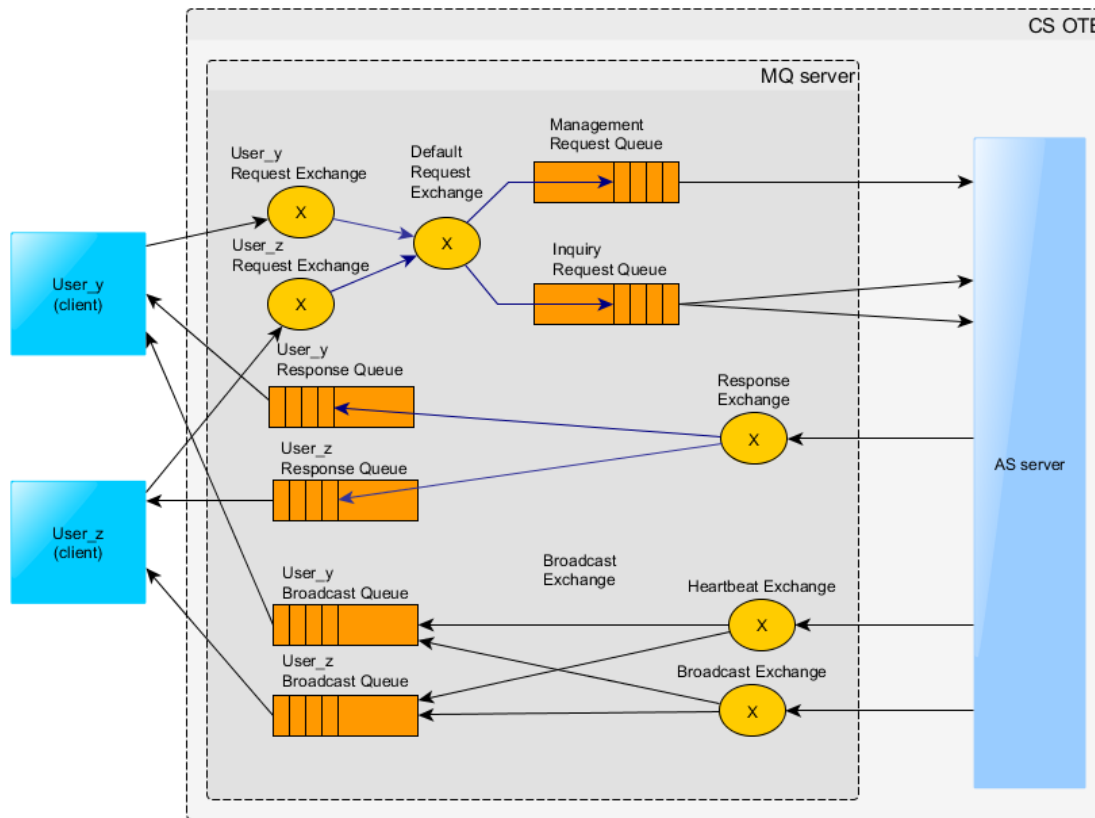 CS OTE
MQ server
Management
Request Queue
User_y
Request Exchange
Default
Request
Exchange
X
X
User_z
Request Exchange
Inquiry
Request Queue
X
User_y
(client)
User_y
Response Queue
Response
Exchange
X
User_z
Response Queue
AS server
User_z
(client)
User_y
Broadcast Queue
Broadcast
Exchange
Heartbeat Exchange
X
User_z
Broadcast Queue
Broadcast Exchange
X